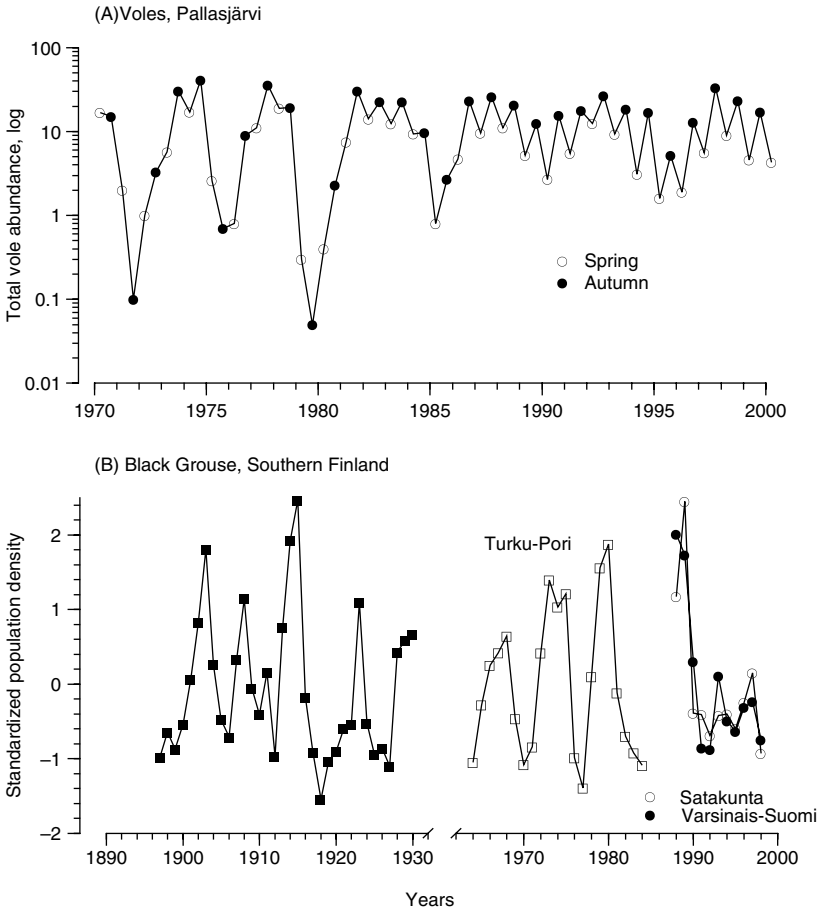 (A)Voles, Pallasjärvi
Total vole abundance, log
100
10
1
0.1
0.01
Spring
Autumn
1970 1975 1980 1985 1990 1995 2000
(B) Black Grouse, Southern Finland
Standardized population density
2
1
0
−1
−2
Turku-Pori
Satakunta
Varsinais-Suomi
1890 1900 1910 1920 1930 1970 1980 1990 2000
Years